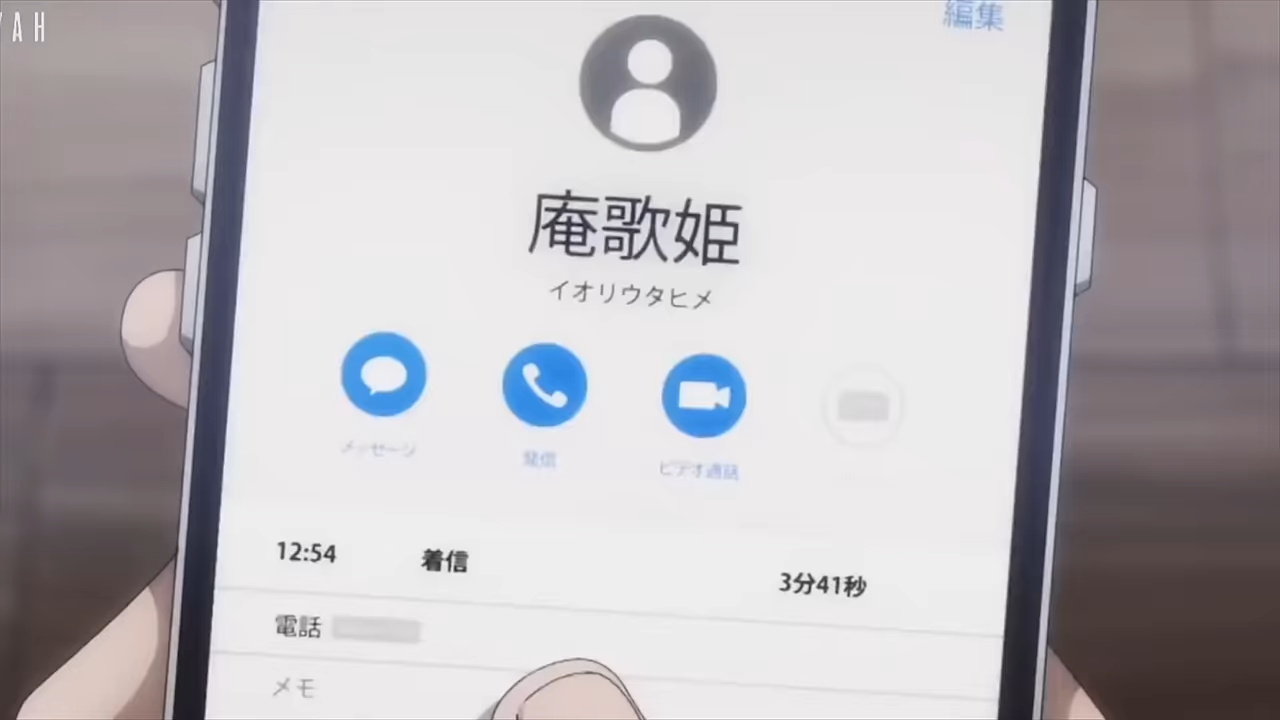 YAH
編集
庵歌姫
イオリウタヒメ
メッセージ
発信
ビデオ通話
12:54 着信 3分41秒
電話
メモ